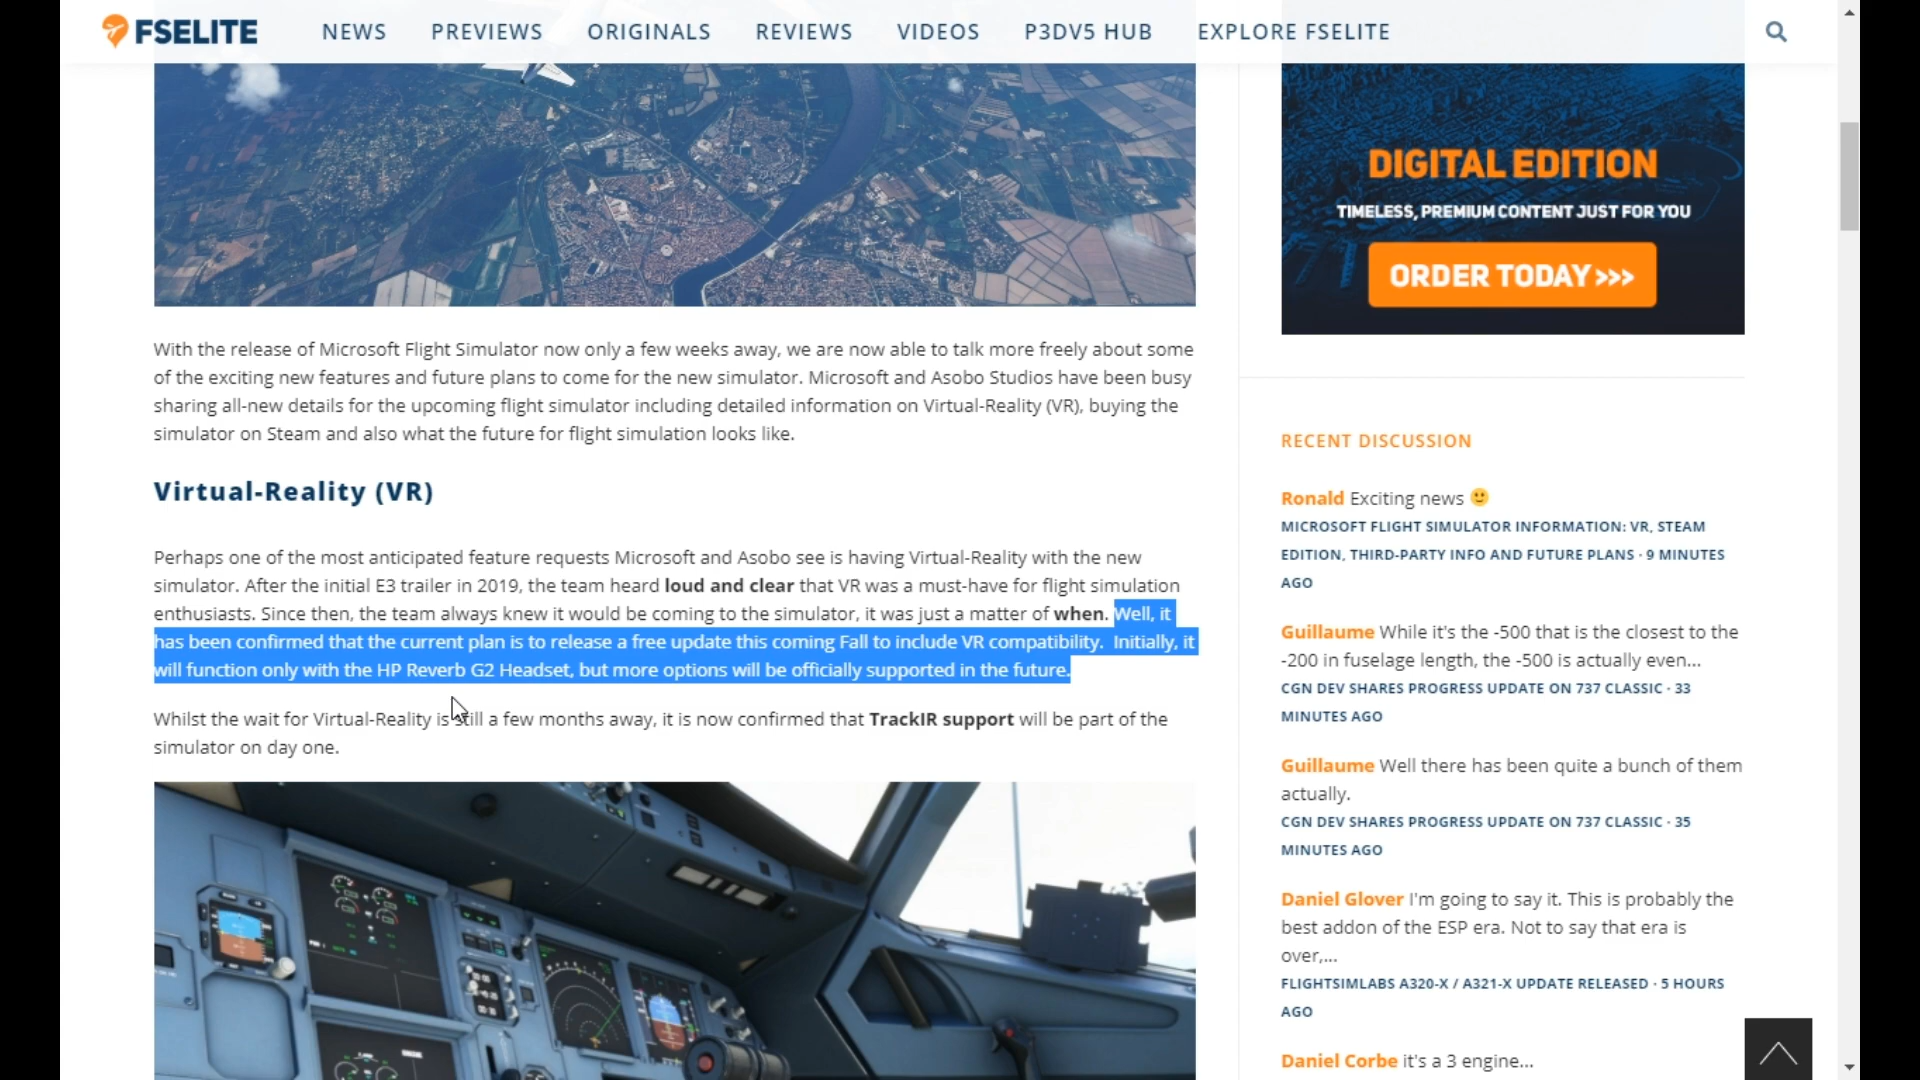 FSELITE
NEWS PREVIEWS ORIGINALS REVIEWS VIDEOS P3DV5 HUB EXPLORE FSELITE
With the release of Microsoft Flight Simulator now only a few weeks away, we are now able to talk more freely about some
of the exciting new features and future plans to come for the new simulator. Microsoft and Asobo Studios have been busy
sharing all-new details for the upcoming flight simulator including detailed information on Virtual-Reality (VR), buying the
simulator on Steam and also what the future for flight simulation looks like.
Virtual-Reality (VR)
Perhaps one of the most anticipated feature requests Microsoft and Asobo see is having Virtual-Reality with the new
simulator. After the initial E3 trailer in 2019, the team heard loud and clear that VR was a must-have for flight simulation
enthusiasts. Since then, the team always knew it would be coming to the simulator, it was just a matter of when. Well, it
has been confirmed that the current plan is to release a free update this coming Fall to include VR compatibility. Initially, it
will function only with the HP Reverb G2 Headset, but more options will be officially supported in the future.
Whilst the wait for Virtual-Reality is still a few months away, it is now confirmed that TrackIR support will be part of the
simulator on day one.
DIGITAL EDITION
TIMELESS, PREMIUM CONTENT JUST FOR YOU
ORDER TODAY >>>
RECENT DISCUSSION
Ronald Exciting news 🙂
MICROSOFT FLIGHT SIMULATOR INFORMATION: VR, STEAM
EDITION, THIRD-PARTY INFO AND FUTURE PLANS · 9 MINUTES
AGO
Guillaume While it's the -500 that is the closest to the
-200 in fuselage length, the -500 is actually even...
CGN DEV SHARES PROGRESS UPDATE ON 737 CLASSIC · 33
MINUTES AGO
Guillaume Well there has been quite a bunch of them
actually.
CGN DEV SHARES PROGRESS UPDATE ON 737 CLASSIC · 35
MINUTES AGO
Daniel Glover I'm going to say it. This is probably the
best addon of the ESP era. Not to say that era is
over,...
FLIGHTSIMLABS A320-X / A321-X UPDATE RELEASED · 5 HOURS
AGO
Daniel Corbe it's a 3 engine...